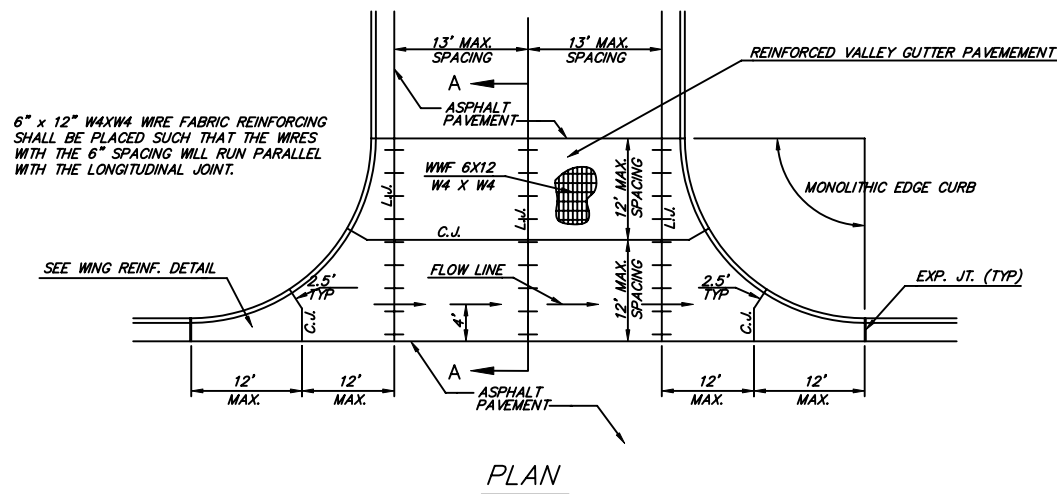 13' MAX.
SPACING
13' MAX.
SPACING
REINFORCED VALLEY GUTTER PAVEMEMENT
A
ASPHALT
PAVEMENT
6" x 12" W4XW4 WIRE FABRIC REINFORCING
SHALL BE PLACED SUCH THAT THE WIRES
WITH THE 6" SPACING WILL RUN PARALLEL
WITH THE LONGITUDINAL JOINT.
WWF 6X12
W4 X W4
12' MAX.
SPACING
MONOLITHIC EDGE CURB
L.J.
L.J.
L.J.
C.J.
SEE WING REINF. DETAIL
2.5'
TYP
FLOW LINE
12' MAX.
SPACING
2.5'
TYP
EXP. JT. (TYP)
C.J.
4'
C.J.
A
12'
MAX.
12'
MAX.
ASPHALT
PAVEMENT
12'
MAX.
12'
MAX.
PLAN